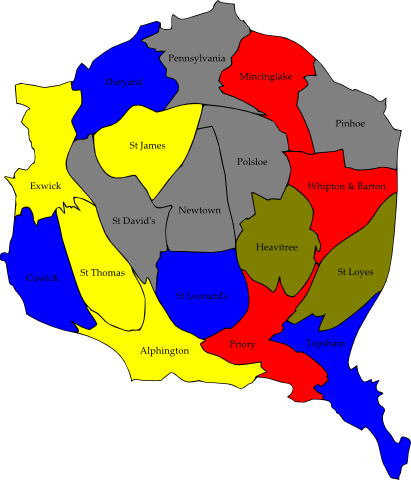 Pennsylvania
Duryard
Mincinglake
Pinhoe
St James
Polsloe
Exwick
Whipton & Barton
St David's
Newtown
Heavitree
Cowick
St Thomas
St Loyes
St Leonard's
Alphington
Priory
Topsham